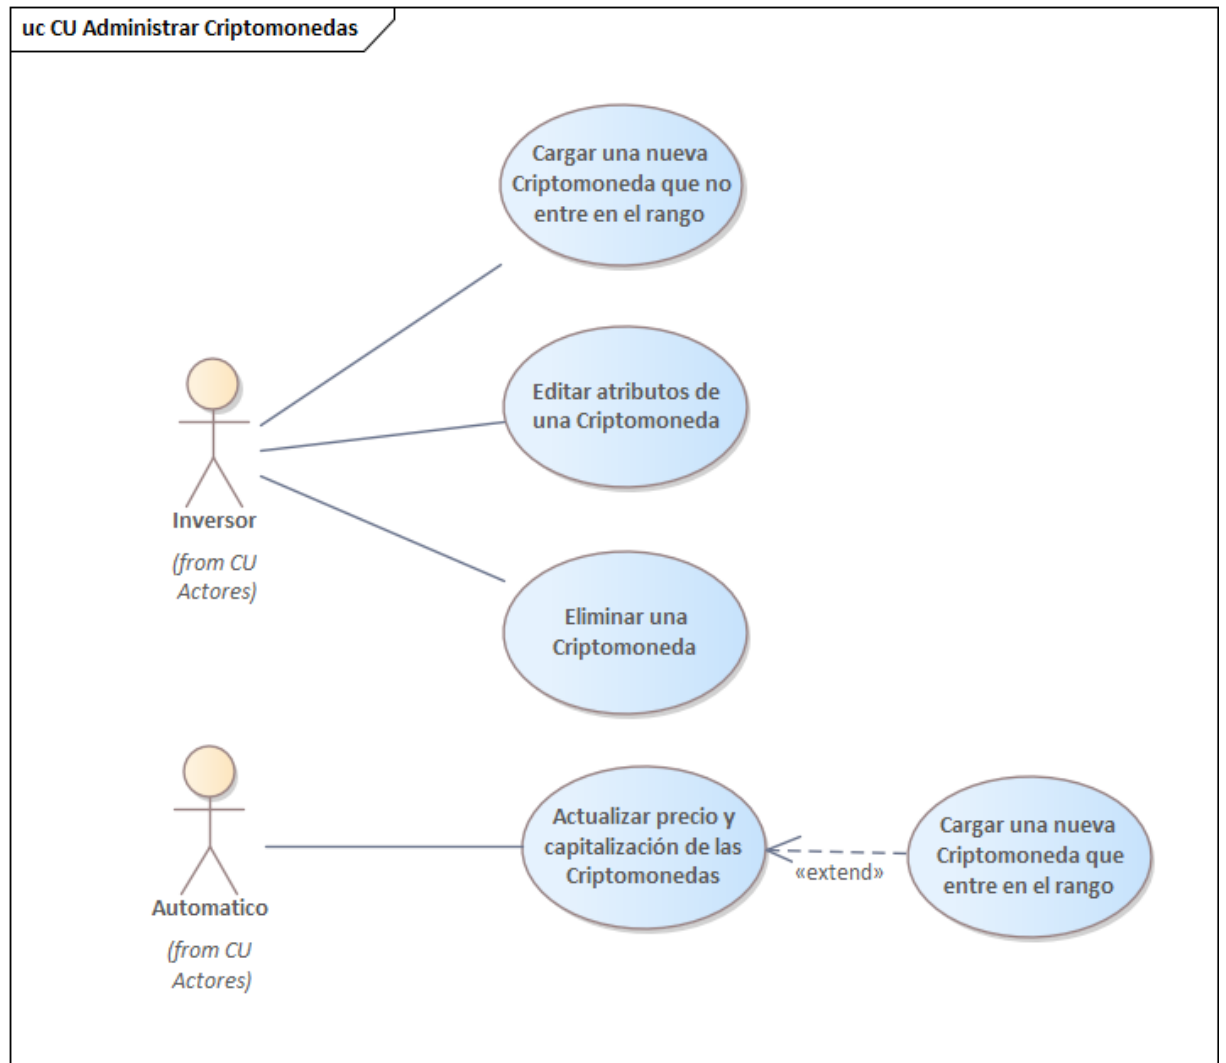 uc CU Administrar Criptomonedas
Cargar una nueva
Criptomoneda que no
entre en el rango
Editar atributos de
una Criptomoneda
Inversor
(from CU
Actores)
Eliminar una
Criptomoneda
Actualizar precio y
capitalización de las
Criptomonedas
«extend»
Cargar una nueva
Criptomoneda que
entre en el rango
Automatico
(from CU
Actores)